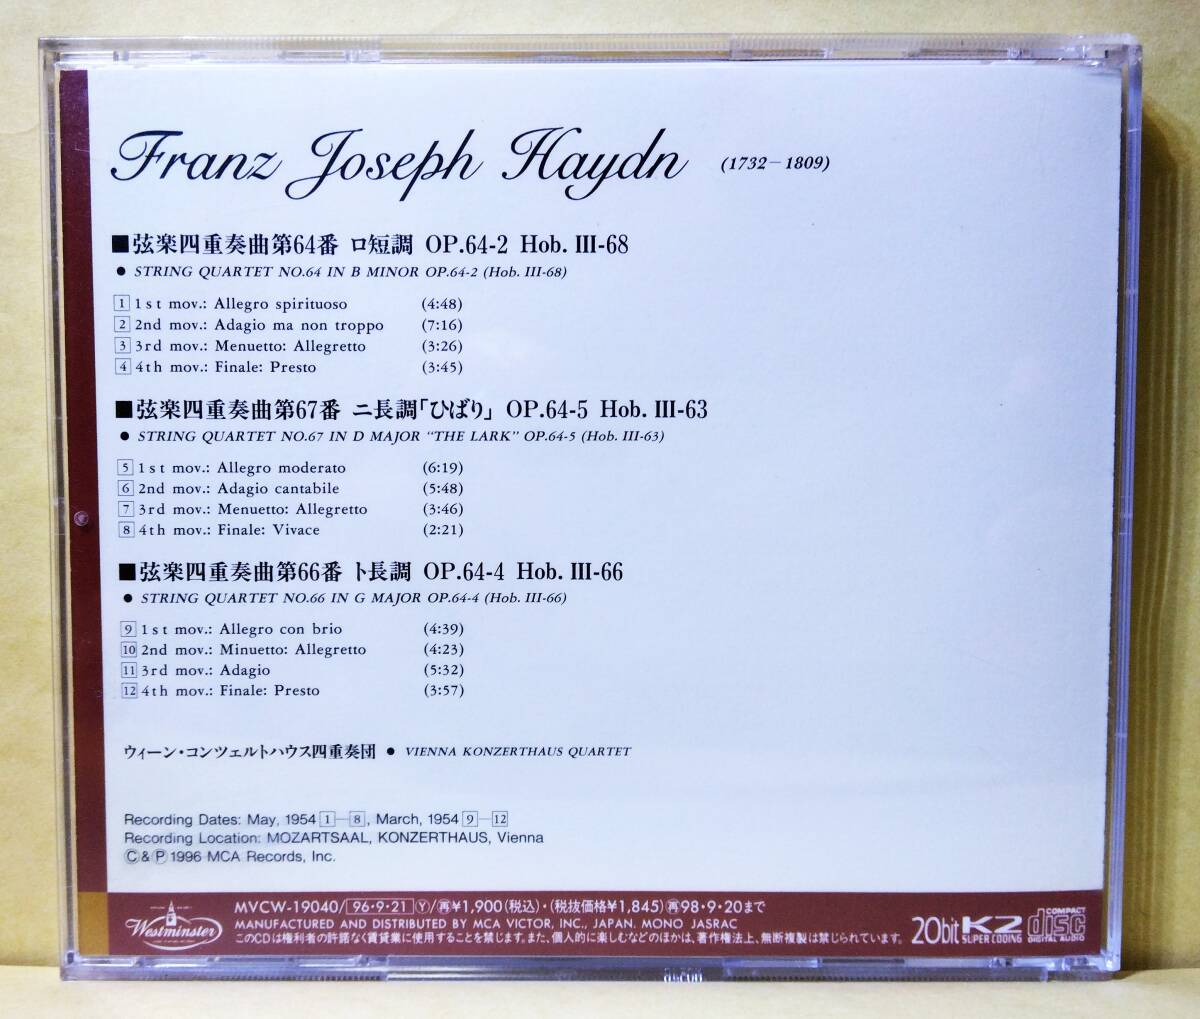 Franz Joseph Haydn (1732–1809)
■弦楽四重奏曲第64番 ロ短調 OP.64-2 Hob. III-68
● STRING QUARTET NO.64 IN B MINOR OP.64-2 (Hob. III-68)
1 1st mov.: Allegro spirituoso (4:48)
2 2nd mov.: Adagio ma non troppo (7:16)
3 3rd mov.: Menuetto: Allegretto (3:26)
4 4th mov.: Finale: Presto (3:45)
■弦楽四重奏曲第67番 ニ長調「ひばり」 OP.64-5 Hob. III-63
● STRING QUARTET NO.67 IN D MAJOR “THE LARK” OP.64-5 (Hob. III-63)
5 1st mov.: Allegro moderato (6:19)
6 2nd mov.: Adagio cantabile (5:48)
7 3rd mov.: Menuetto: Allegretto (3:46)
8 4th mov.: Finale: Vivace (2:21)
■弦楽四重奏曲第66番 ト長調 OP.64-4 Hob. III-66
● STRING QUARTET NO.66 IN G MAJOR OP.64-4 (Hob. III-66)
9 1st mov.: Allegro con brio (4:39)
10 2nd mov.: Minuetto: Allegretto (4:23)
11 3rd mov.: Adagio (5:32)
12 4th mov.: Finale: Presto (3:57)
ウィーン・コンツェルトハウス四重奏団 ● VIENNA KONZERTHAUS QUARTET
Recording Dates: May, 1954 1–8, March, 1954 9–12
Recording Location: MOZARTSAAL, KONZERTHAUS, Vienna
Ⓒ & Ⓟ 1996 MCA Records, Inc.
Westminster
MVCW-19040/96・9・21Ⓨ/再¥1,900(税込)・(税抜価格¥1,845)再98・9・20まで
MANUFACTURED AND DISTRIBUTED BY MCA VICTOR, INC., JAPAN. MONO JASRAC
このCDは権利者の許諾なく賃貸業に使用することを禁じます。また、個人的に楽しむなどのほかは、著作権法上、無断複製は禁じられています。
20bit K2 SUPER CODING
COMPACT disc DIGITAL AUDIO